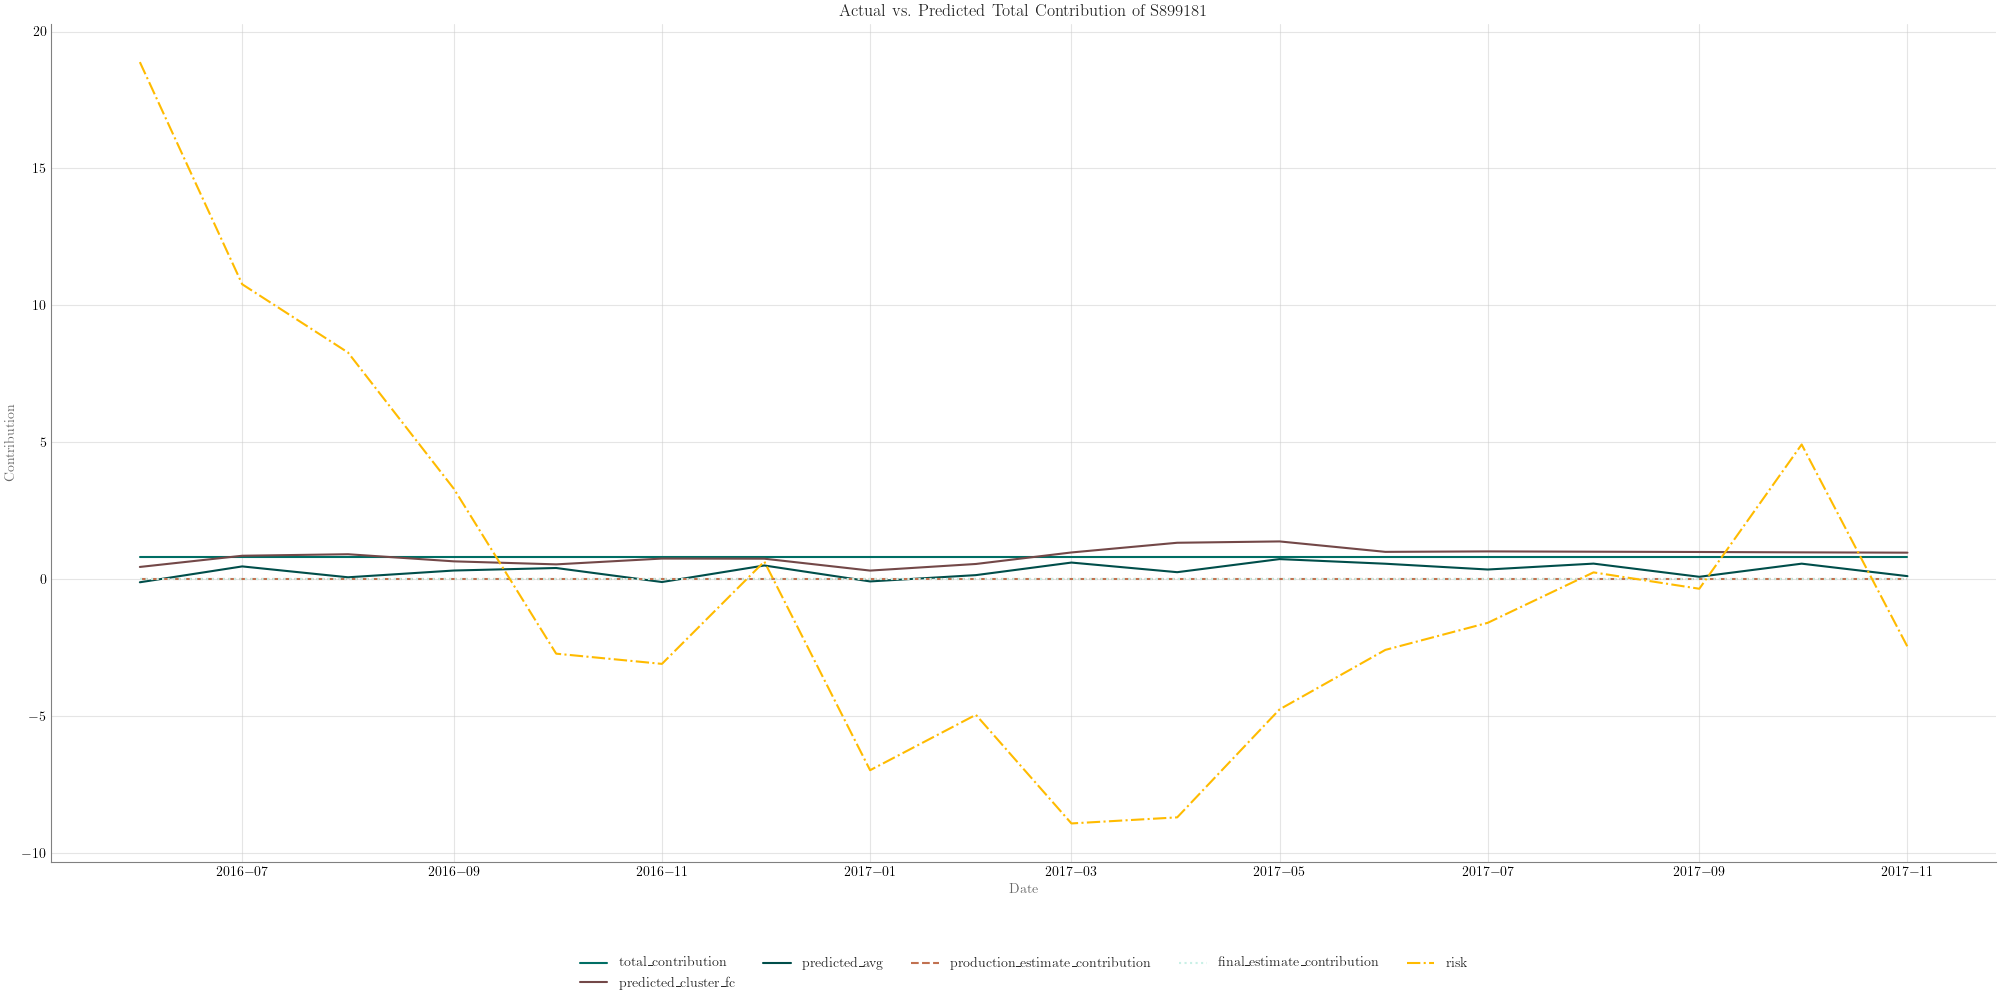 Actual vs. Predicted Total Contribution of S899181
20
15
10
5
0
−5
−10
Contribution
2016−07 2016−09 2016−11 2017−01 2017−03 2017−05 2017−07 2017−09 2017−11
Date
total_contribution predicted_avg production_estimate_contribution final_estimate_contribution risk
predicted_cluster_fc